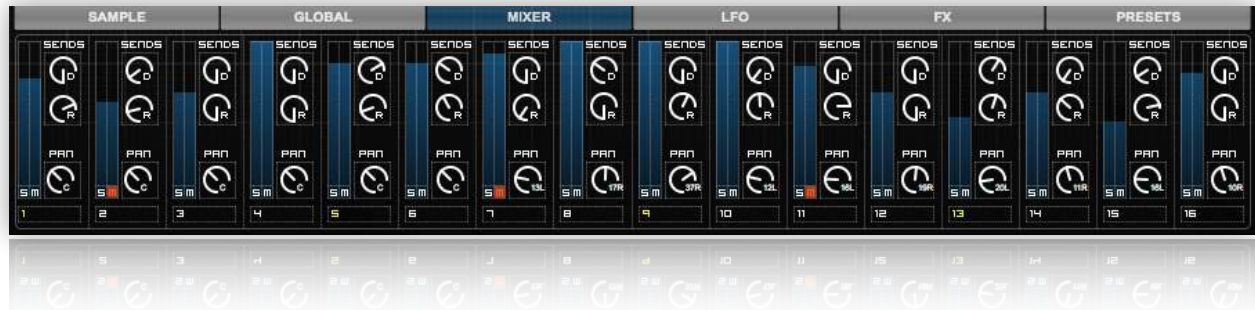 SAMPLE GLOBAL MIXER LFO FX PRESETS
SENDS SENDS SENDS SENDS SENDS SENDS SENDS SENDS SENDS SENDS SENDS SENDS SENDS SENDS SENDS SENDS
D D D D D D D D D D D D D D D D
R R R R R R R R R R R R R R R R
PAN PAN PAN PAN PAN PAN PAN PAN PAN PAN PAN PAN PAN PAN PAN PAN
C C C C C C 13L 17R 37R 12L 16L 19R 20L 11R 16L 10R
S M S M S M S M S M S M S M S M S M S M S M S M S M S M S M S M
1 2 3 4 5 6 7 8 9 10 11 12 13 14 15 16